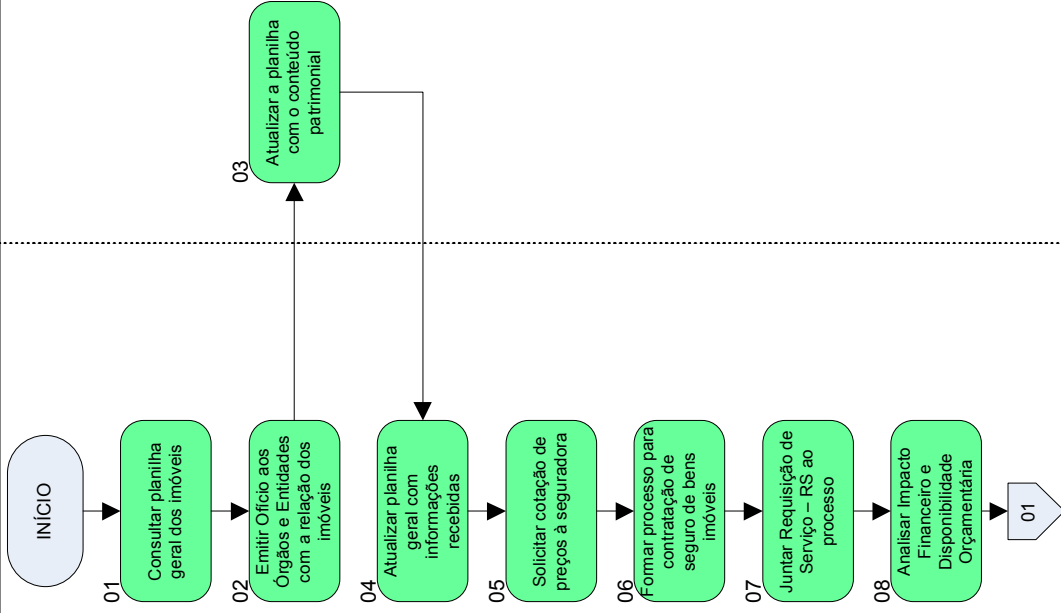 INÍCIO
01
Consultar planilha
geral dos imóveis
02
Emitir Ofício aos
Órgãos e Entidades
com a relação dos
imóveis
03
Atualizar a planilha
com o conteúdo
patrimonial
04
Atualizar planilha
geral com
informações
recebidas
05
Solicitar cotação de
preços à seguradora
06
Formar processo para
contratação de
seguro de bens
imóveis
07
Juntar Requisição de
Serviço – RS ao
processo
08
Analisar Impacto
Financeiro e
Disponibilidade
Orçamentária
01